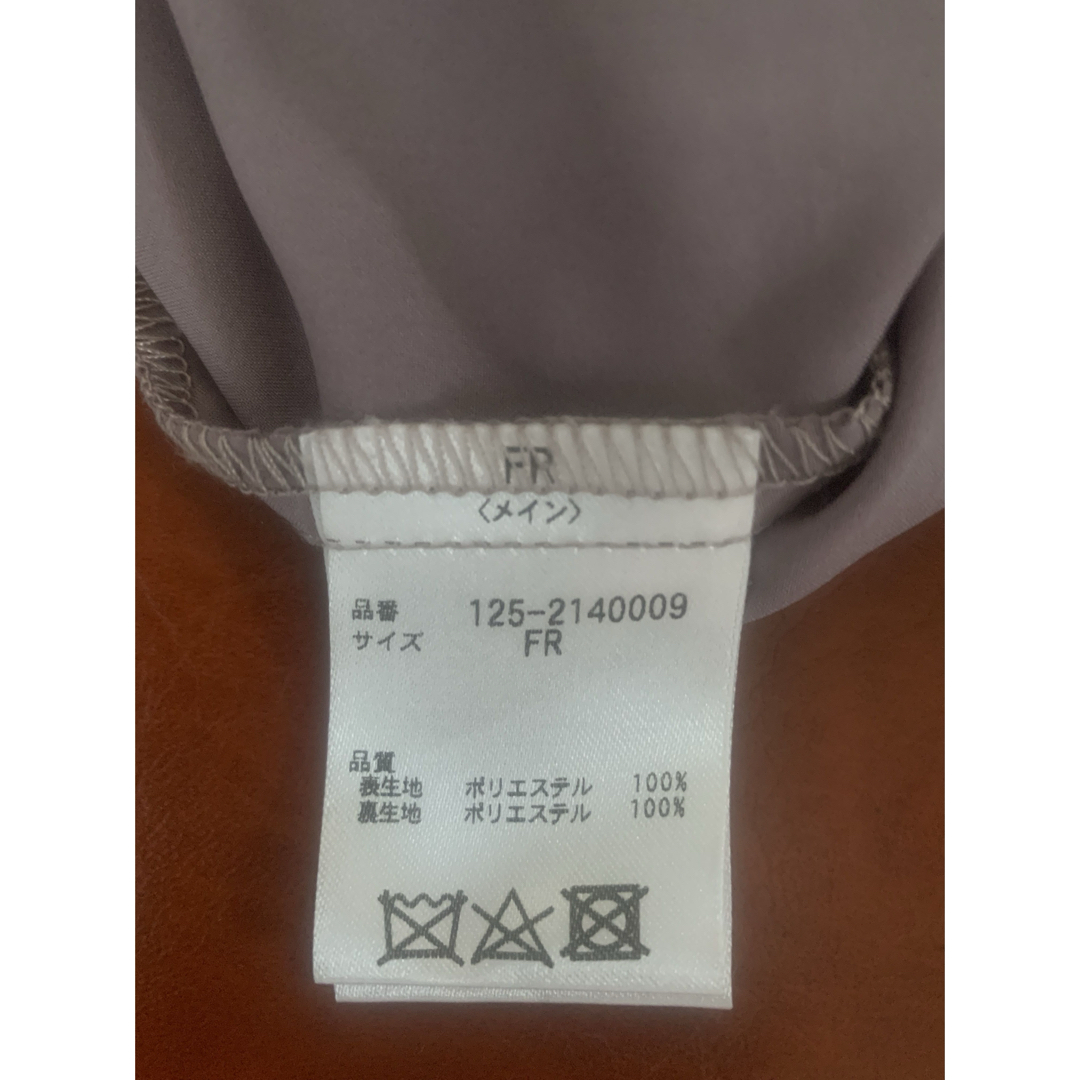 FR
〈メイン〉
品番 125-2140009
サイズ FR
品質
表生地 ポリエステル 100%
裏生地 ポリエステル 100%